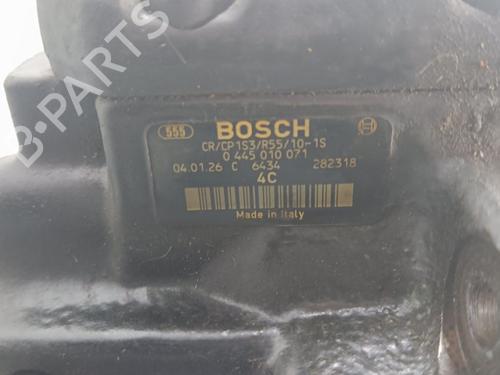 555 BOSCH
CR/CP1S3/R55/10-1S
0 445 010 071
04.01.26 C 6434 282318
4C
Made in Italy
B-PARTS